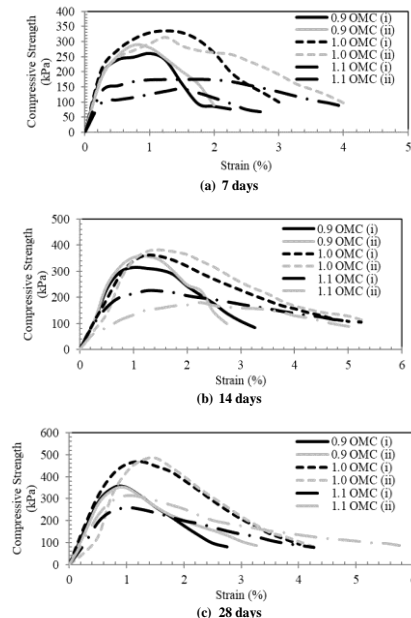 400
350
300
250
200
150
100
50
0
Compressive Strength
(kPa)
0.9 OMC (i)
0.9 OMC (ii)
1.0 OMC (i)
1.0 OMC (ii)
1.1 OMC (i)
1.1 OMC (ii)
0 1 2 3 4 5
Strain (%)
(a) 7 days
500
400
300
200
100
0
Compressive Strength
(kPa)
0.9 OMC (i)
0.9 OMC (ii)
1.0 OMC (i)
1.0 OMC (ii)
1.1 OMC (i)
1.1 OMC (ii)
0 1 2 3 4 5 6
Strain (%)
(b) 14 days
600
500
400
300
200
100
0
Compressive Strength
(kPa)
0.9 OMC (i)
0.9 OMC (ii)
1.0 OMC (i)
1.0 OMC (ii)
1.1 OMC (i)
1.1 OMC (ii)
0 1 2 3 4 5 6
Strain (%)
(c) 28 days